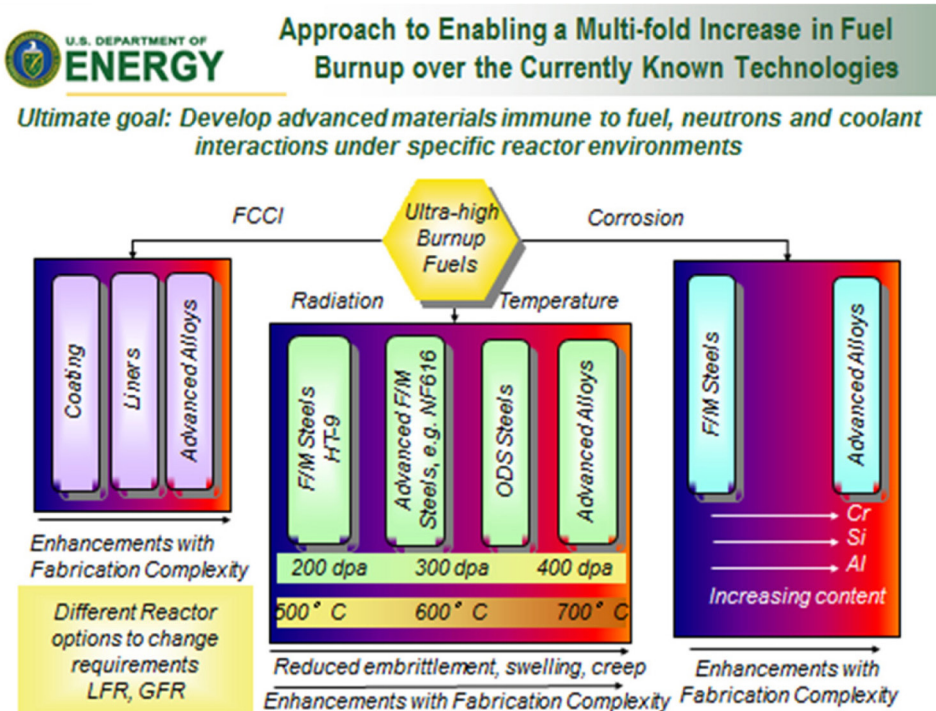 U.S. DEPARTMENT OF
ENERGY
Approach to Enabling a Multi-fold Increase in Fuel
Burnup over the Currently Known Technologies
Ultimate goal: Develop advanced materials immune to fuel, neutrons and coolant
interactions under specific reactor environments
FCCI
Ultra-high
Burnup
Fuels
Corrosion
Radiation
Temperature
Coating
Liners
Advanced Alloys
F/M Steels
HT-9
Advanced F/M
Steels, e.g. NF616
ODS Steels
Advanced Alloys
F/M Steels
Advanced Alloys
Cr
Si
Al
Increasing content
Enhancements with
Fabrication Complexity
200 dpa 300 dpa 400 dpa
500° C 600° C 700° C
Different Reactor
options to change
requirements
LFR, GFR
Reduced embrittlement, swelling, creep
Enhancements with Fabrication Complexity
Enhancements with
Fabrication Complexity